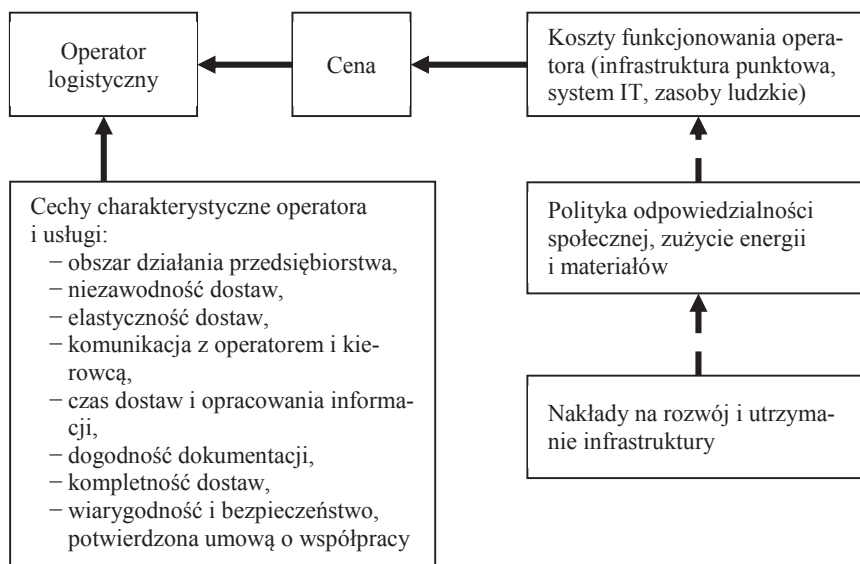 Operator
logistyczny
Cena
Koszty funkcjonowania opera-
tora (infrastruktura punktowa,
system IT, zasoby ludzkie)
Cechy charakterystyczne operatora
i usługi:
− obszar działania przedsiębiorstwa,
− niezawodność dostaw,
− elastyczność dostaw,
− komunikacja z operatorem i kie-
rowcą,
− czas dostaw i opracowania informa-
cji,
− dogodność dokumentacji,
− kompletność dostaw,
− wiarygodność i bezpieczeństwo,
potwierdzona umową o współpracy
Polityka odpowiedzialności
społecznej, zużycie energii
i materiałów
Nakłady na rozwój i utrzyma-
nie infrastruktury